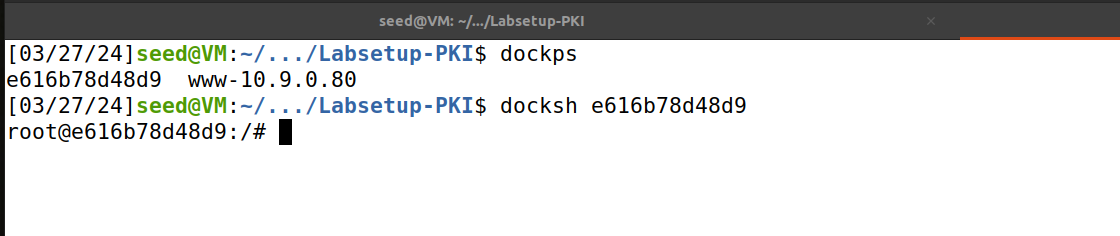 seed@VM: ~/.../Labsetup-PKI ×
[03/27/24]seed@VM:~/.../Labsetup-PKI$ dockps
e616b78d48d9  www-10.9.0.80
[03/27/24]seed@VM:~/.../Labsetup-PKI$ docksh e616b78d48d9
root@e616b78d48d9:/#